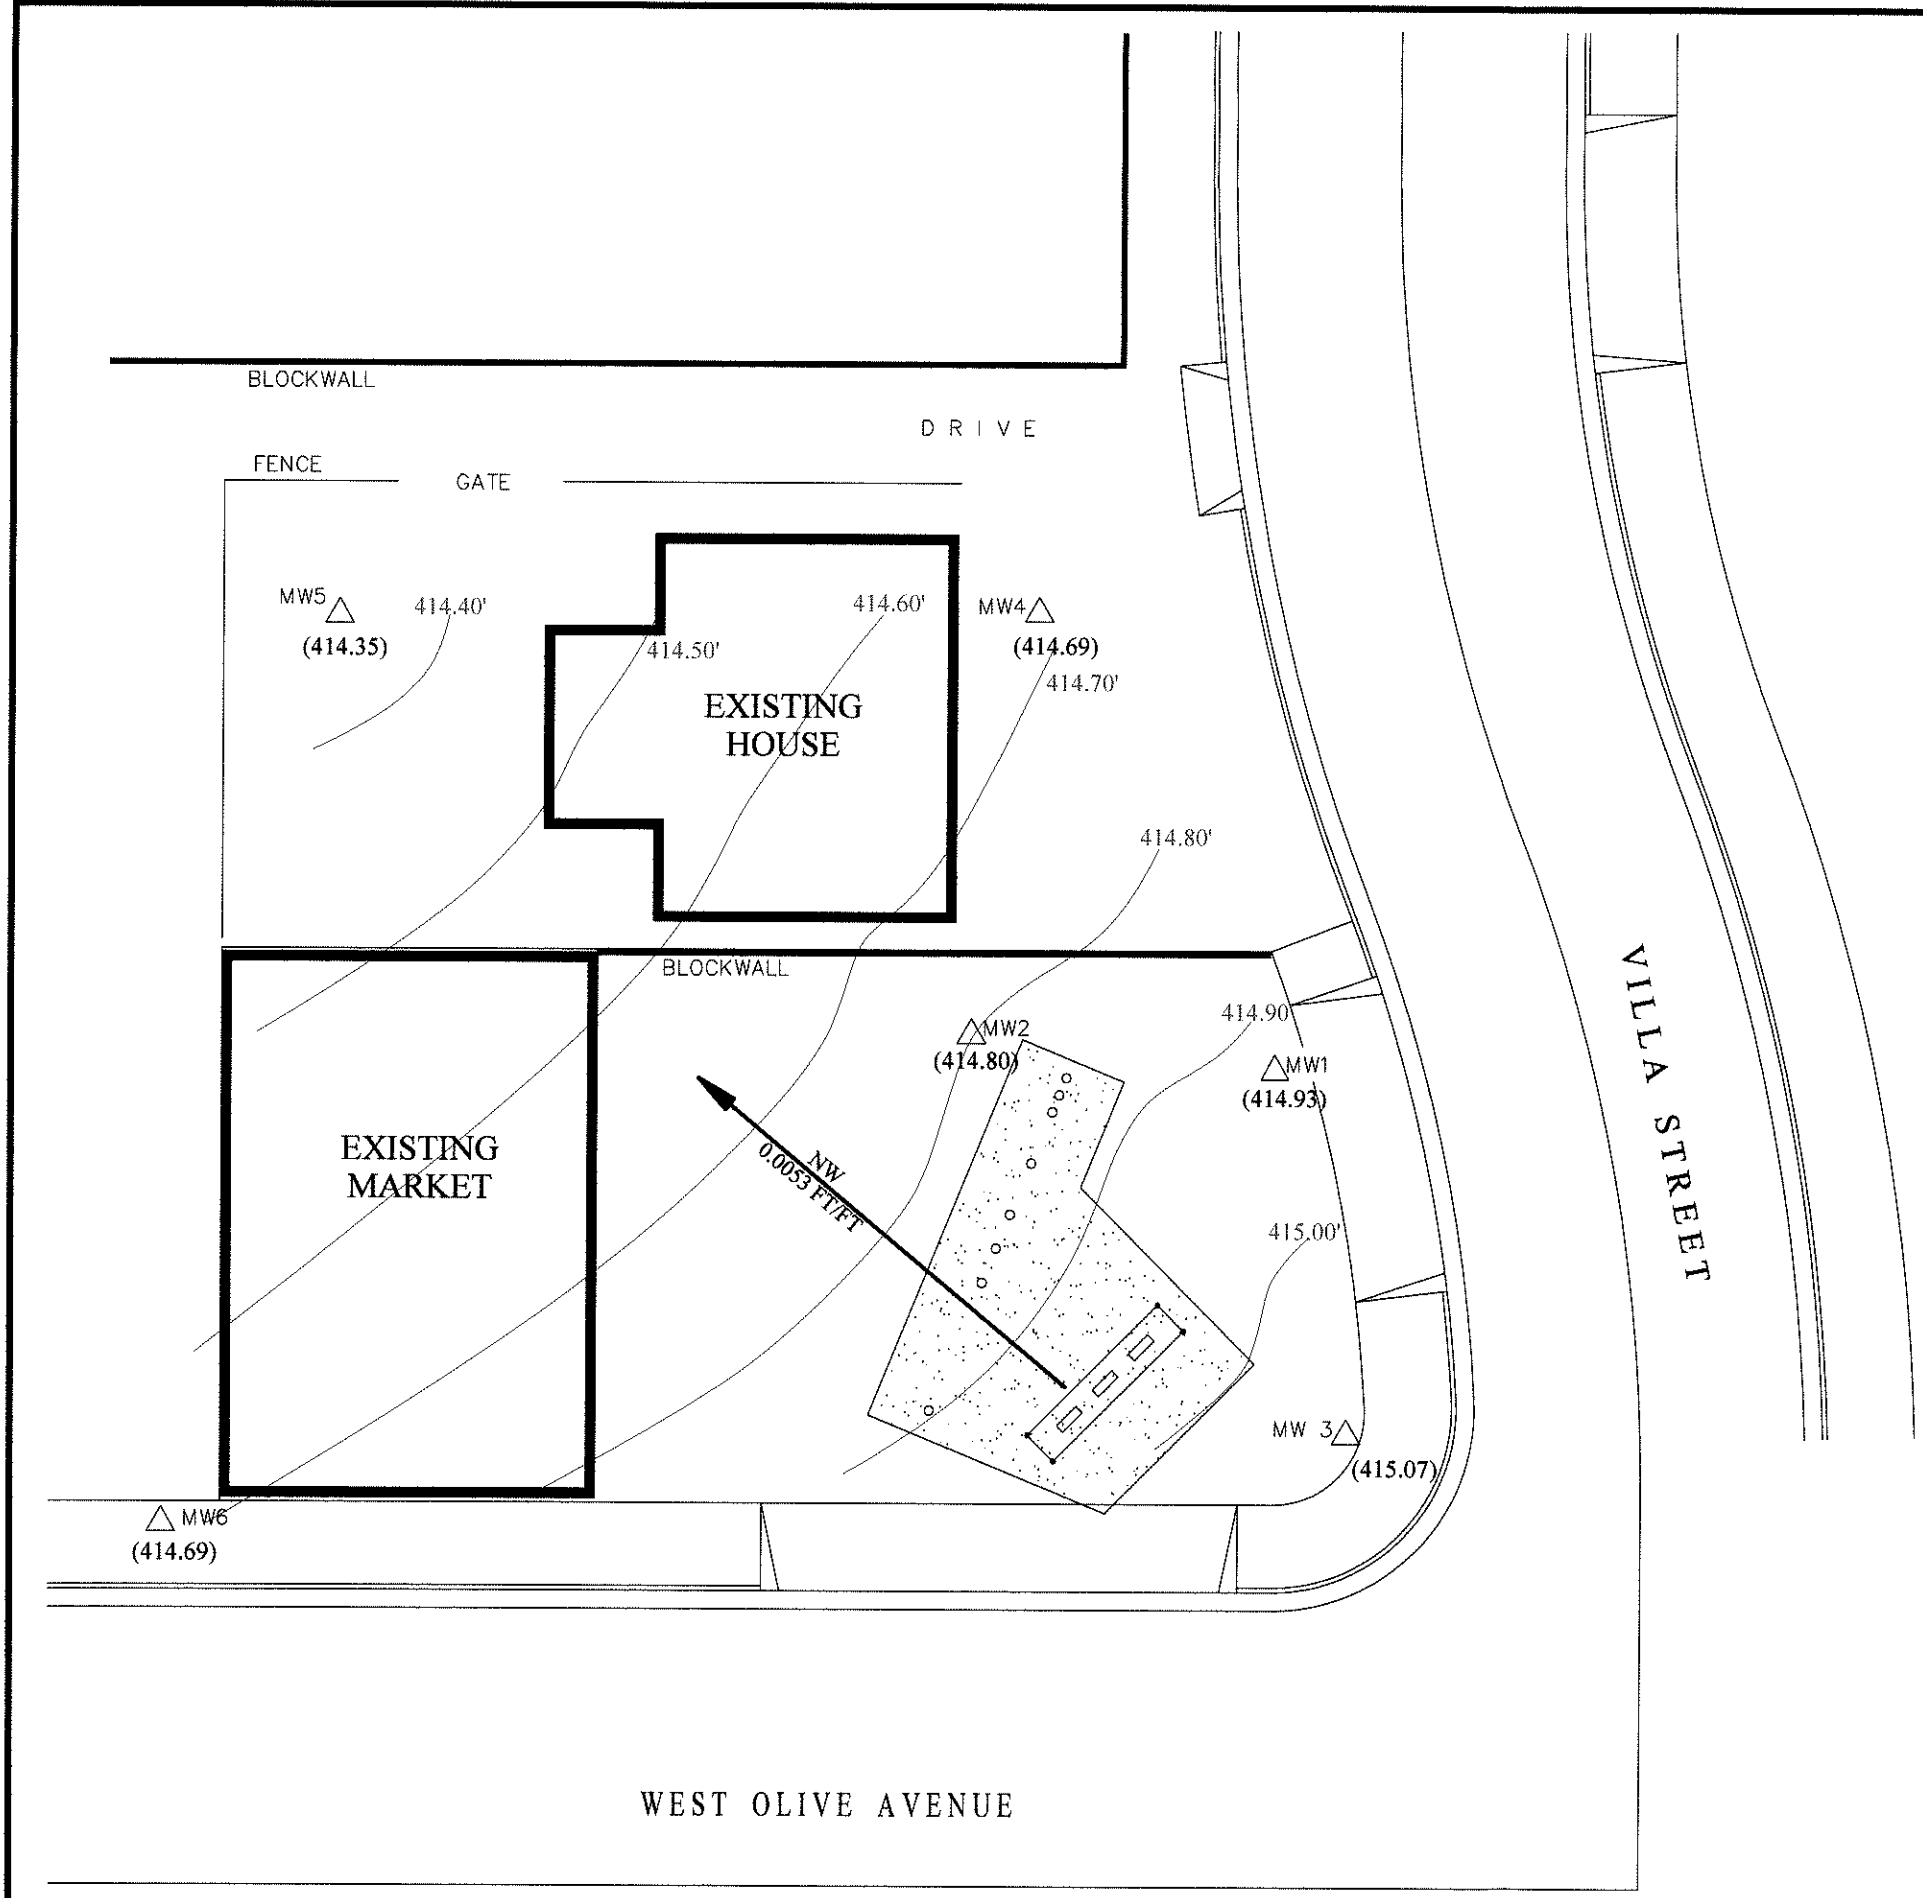 BLOCKWALL
DRIVE
FENCE
GATE
MW5
(414.35)
414.40'
414.50'
414.60'
MW4
(414.69)
414.70'
EXISTING
HOUSE
414.80'
BLOCKWALL
MW2
(414.80)
414.90
MW1
(414.93)
VILLA STREET
EXISTING
MARKET
NW
0.0053 FT/FT
415.00'
MW 3
(415.07)
MW6
(414.69)
WEST OLIVE AVENUE